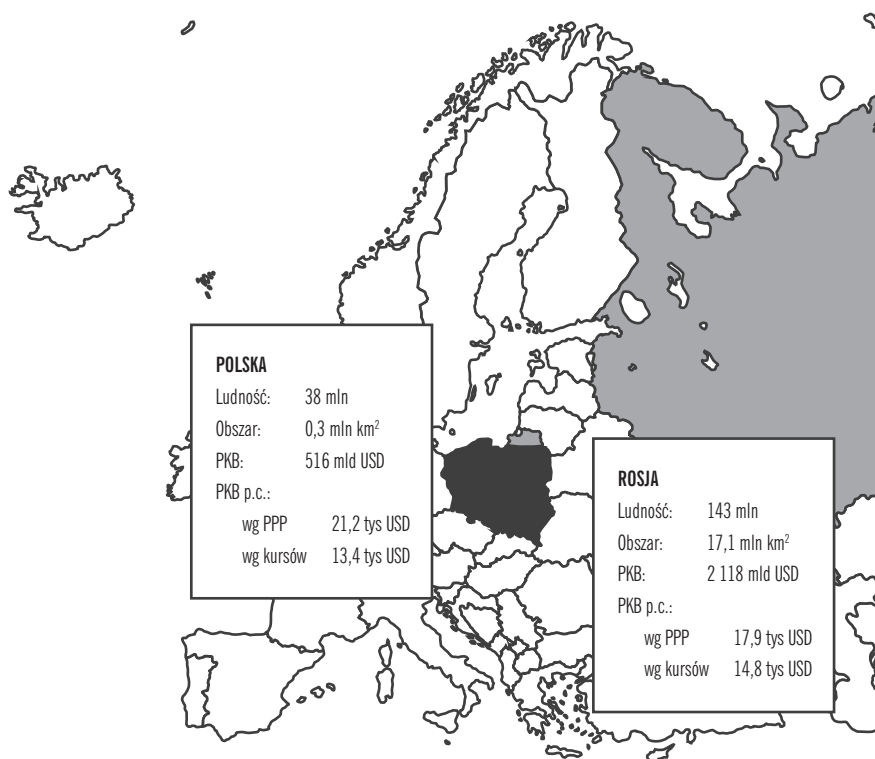 POLSKA
Ludność: 38 mln
Obszar: 0,3 mln km²
PKB: 516 mld USD
PKB p.c.:
wg PPP 21,2 tys USD
wg kursów 13,4 tys USD
ROSJA
Ludność: 143 mln
Obszar: 17,1 mln km²
PKB: 2 118 mld USD
PKB p.c.:
wg PPP 17,9 tys USD
wg kursów 14,8 tys USD